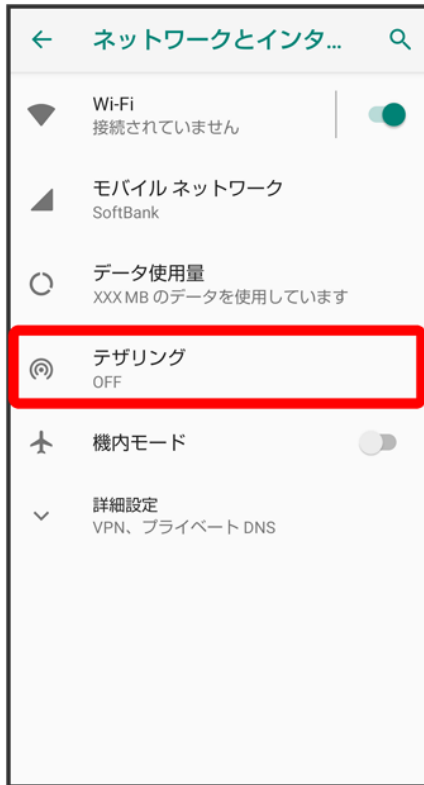 ネットワークとインタ...
Wi-Fi
接続されていません
モバイル ネットワーク
SoftBank
データ使用量
XXX MB のデータを使用しています
テザリング
OFF
機内モード
詳細設定
VPN、プライベート DNS